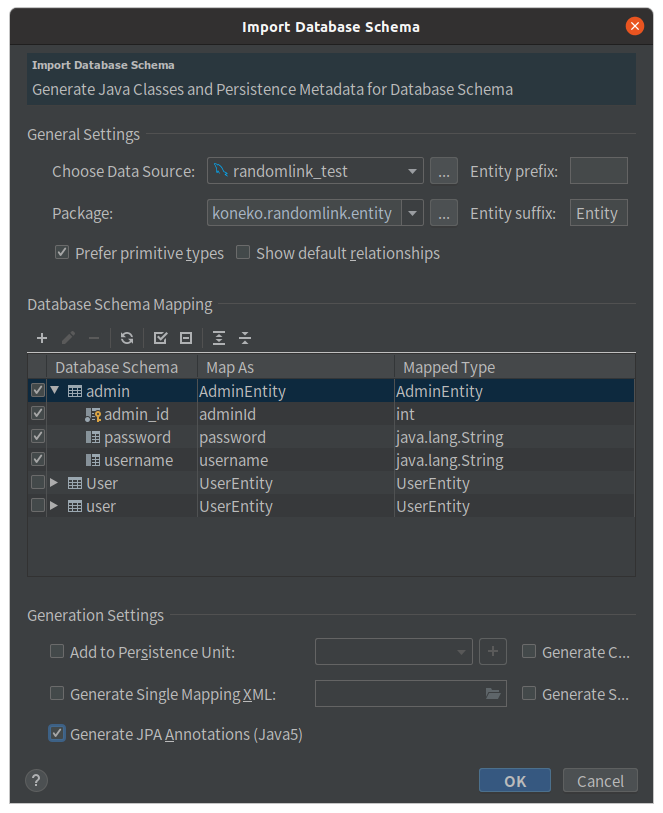 Import Database Schema
Import Database Schema
Generate Java Classes and Persistence Metadata for Database Schema
General Settings
Choose Data Source: randomlink_test ... Entity prefix:
Package: koneko.randomlink.entity ... Entity suffix: Entity
Prefer primitive types Show default relationships
Database Schema Mapping
Database Schema Map As Mapped Type
admin AdminEntity AdminEntity
admin_id adminId int
password password java.lang.String
username username java.lang.String
User UserEntity UserEntity
user UserEntity UserEntity
Generation Settings
Add to Persistence Unit: Generate C...
Generate Single Mapping XML: Generate S...
Generate JPA Annotations (Java5)
? OK Cancel